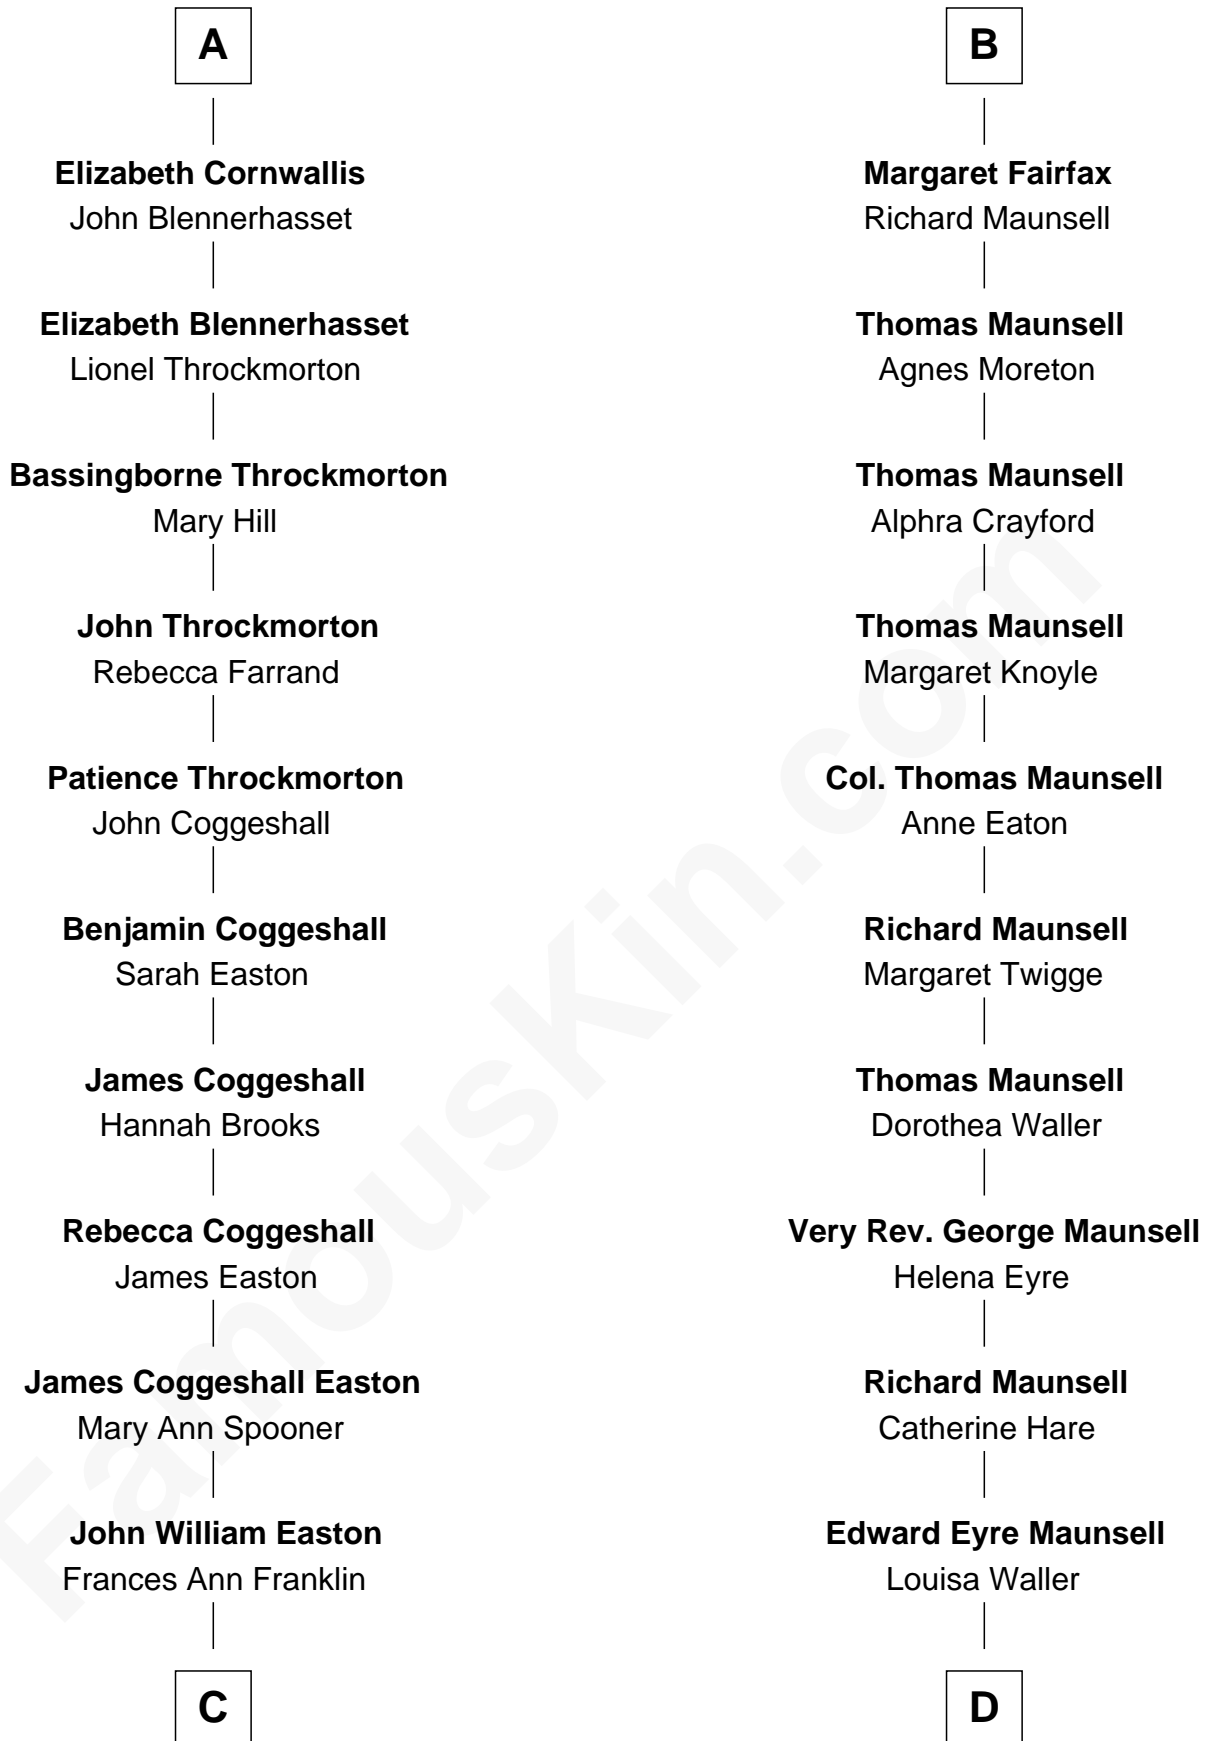 A
Elizabeth Cornwallis
John Blennerhasset
Elizabeth Blennerhasset
Lionel Throckmorton
Bassingborne Throckmorton
Mary Hill
John Throckmorton
Rebecca Farrand
Patience Throckmorton
John Coggeshall
Benjamin Coggeshall
Sarah Easton
James Coggeshall
Hannah Brooks
Rebecca Coggeshall
James Easton
James Coggeshall Easton
Mary Ann Spooner
John William Easton
Frances Ann Franklin
C
B
Margaret Fairfax
Richard Maunsell
Thomas Maunsell
Agnes Moreton
Thomas Maunsell
Alphra Crayford
Thomas Maunsell
Margaret Knoyle
Col. Thomas Maunsell
Anne Eaton
Richard Maunsell
Margaret Twigge
Thomas Maunsell
Dorothea Waller
Very Rev. George Maunsell
Helena Eyre
Richard Maunsell
Catherine Hare
Edward Eyre Maunsell
Louisa Waller
D
FamousKin.com